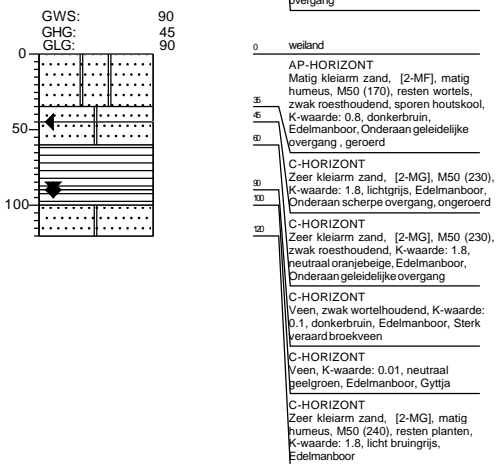 overgang
GWS: 90
GHG: 45
GLG: 90
0
50
100
0 weiland
35
45
60
90
100
120
AP-HORIZONT
Matig kleiarm zand, [2-MF], matig
humeus, M50 (170), resten wortels,
zwak roesthoudend, sporen houtskool,
K-waarde: 0.8, donkerbruin,
Edelmanboor, Onderaan geleidelijke
overgang , geroerd
C-HORIZONT
Zeer kleiarm zand, [2-MG], M50 (230),
K-waarde: 1.8, lichtgrijs, Edelmanboor,
Onderaan scherpe overgang, ongeroerd
C-HORIZONT
Zeer kleiarm zand, [2-MG], M50 (230),
zwak roesthoudend, K-waarde: 1.8,
neutraal oranjebeige, Edelmanboor,
Onderaan geleidelijke overgang
C-HORIZONT
Veen, zwak wortelhoudend, K-waarde:
0.1, donkerbruin, Edelmanboor, Sterk
veraard broekveen
C-HORIZONT
Veen, K-waarde: 0.01, neutraal
geelgroen, Edelmanboor, Gyttja
C-HORIZONT
Zeer kleiarm zand, [2-MG], matig
humeus, M50 (240), resten planten,
K-waarde: 1.8, licht bruingrijs,
Edelmanboor